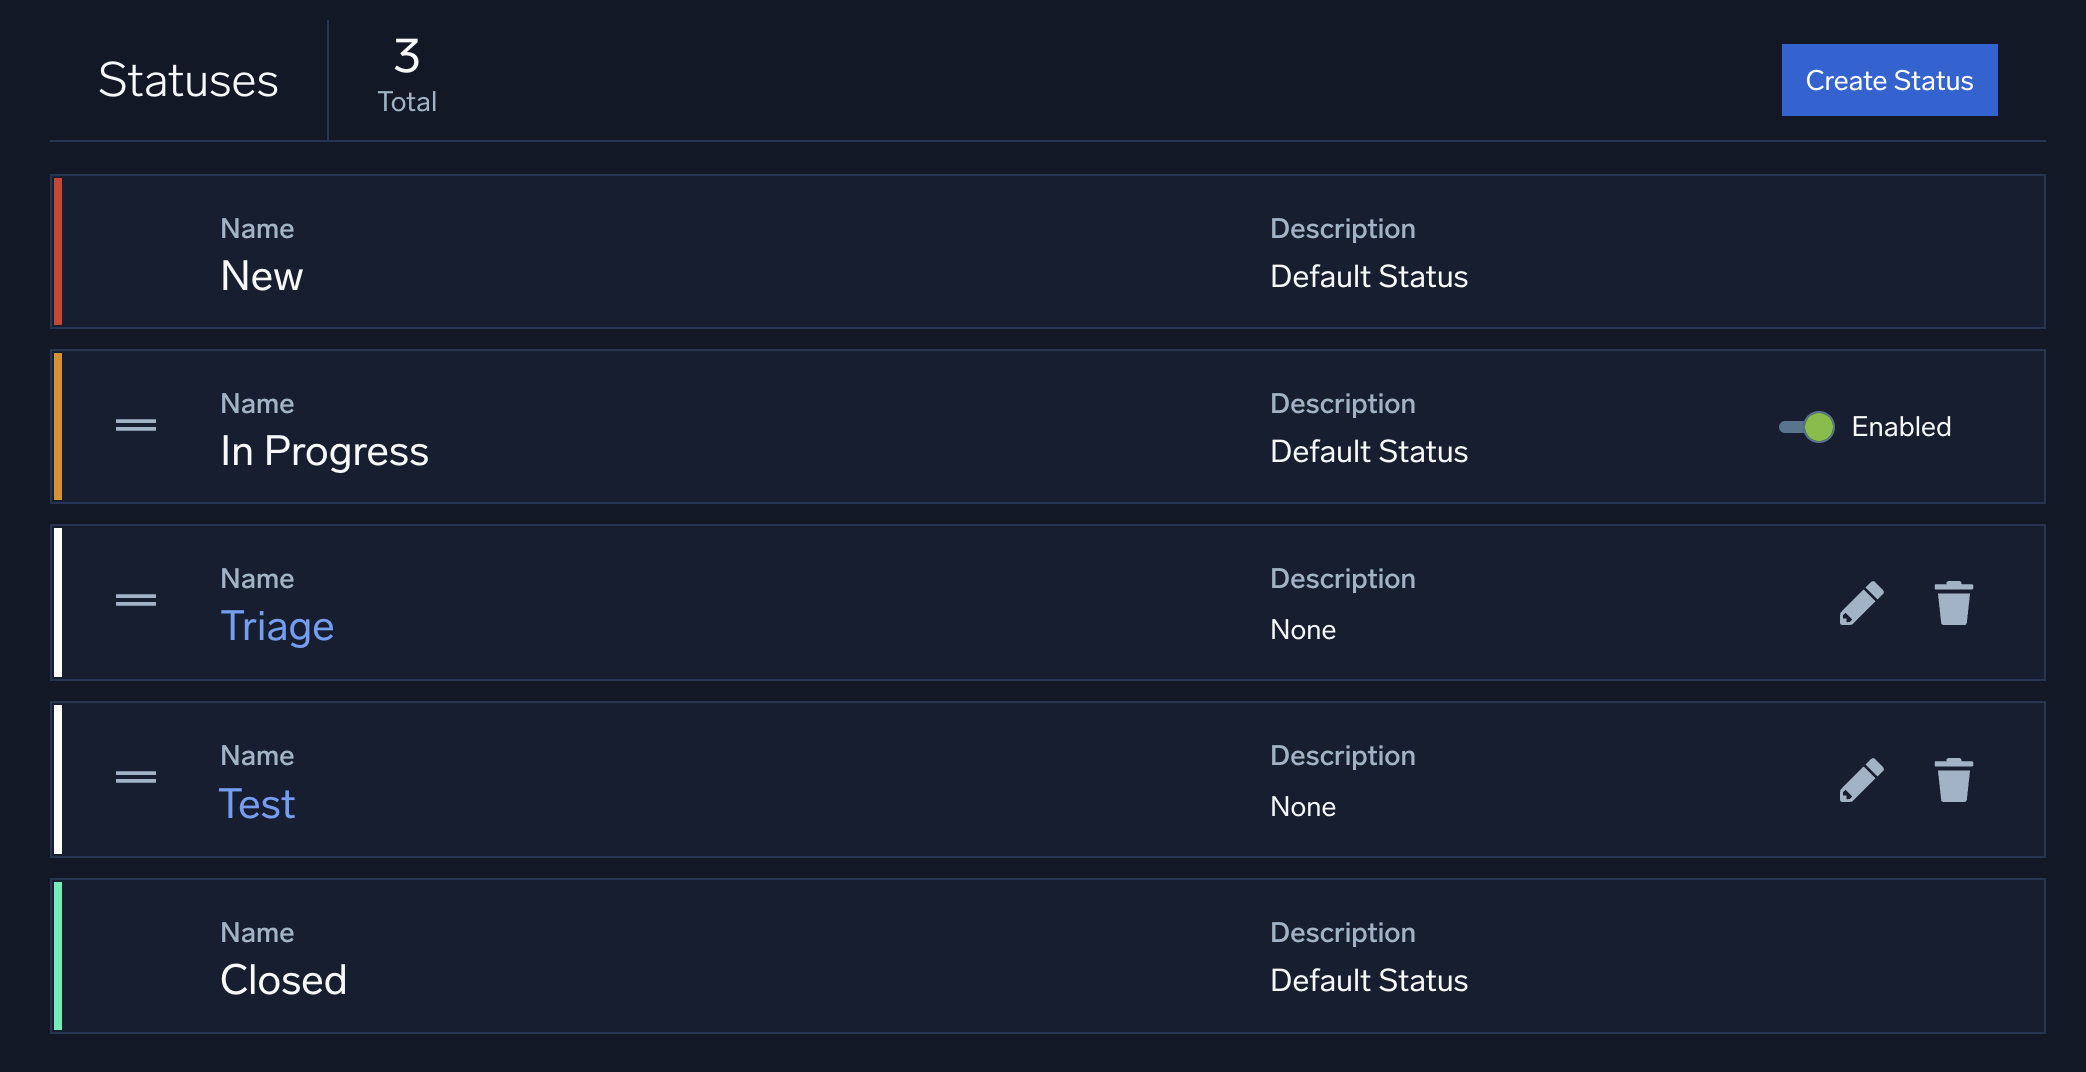 Statuses
3
Total
Create Status
Name
New
Description
Default Status
Name
In Progress
Description
Default Status
Enabled
Name
Triage
Description
None
Name
Test
Description
None
Name
Closed
Description
Default Status